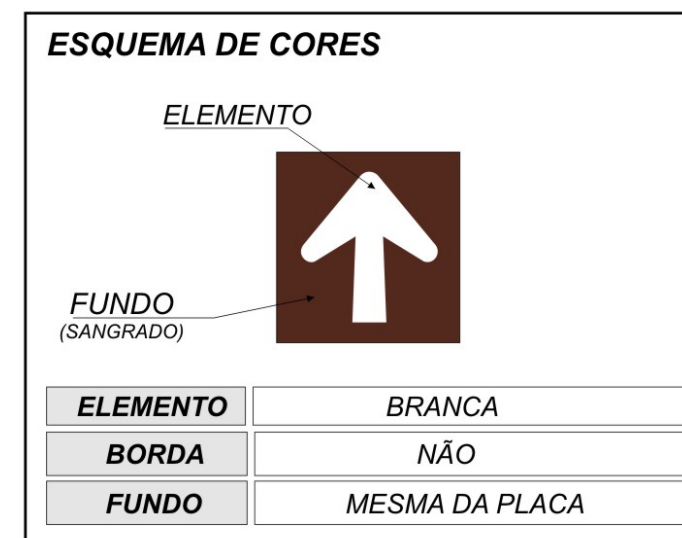 ESQUEMA DE CORES
ELEMENTO
FUNDO
(SANGRADO)
ELEMENTO BRANCA
BORDA NÃO
FUNDO MESMA DA PLACA